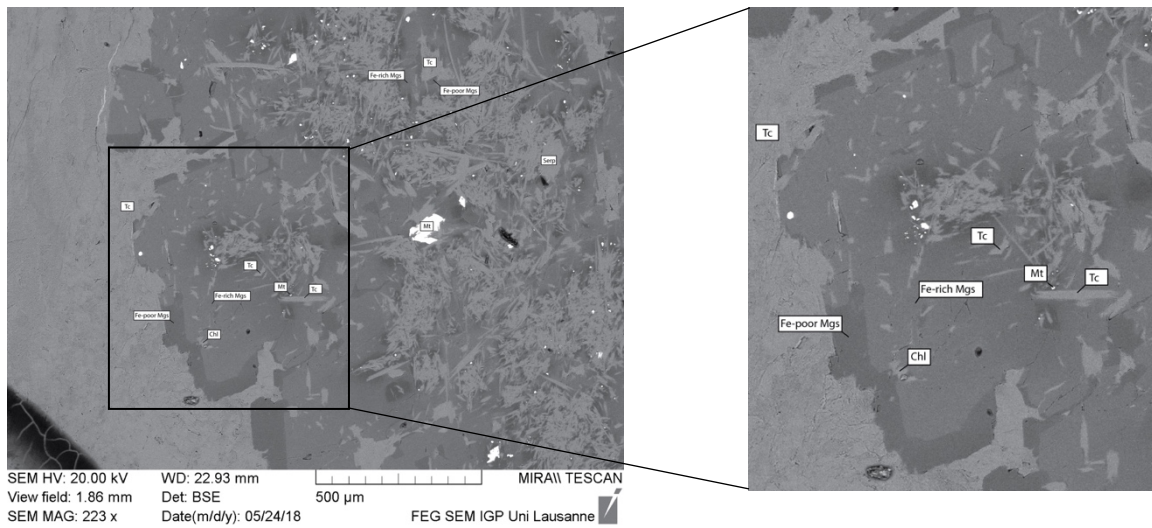 Tc
Fe-rich Mgs
Fe-poor Mgs
Serp
Tc
Mt
Tc
Mt
Tc
Fe-rich Mgs
Fe-poor Mgs
Chl
SEM HV: 20.00 kV WD: 22.93 mm MIRA\\ TESCAN
View field: 1.86 mm Det: BSE 500 µm
SEM MAG: 223 x Date(m/d/y): 05/24/18 FEG SEM IGP Uni Lausanne
Tc
Tc
Mt
Tc
Fe-rich Mgs
Fe-poor Mgs
Chl